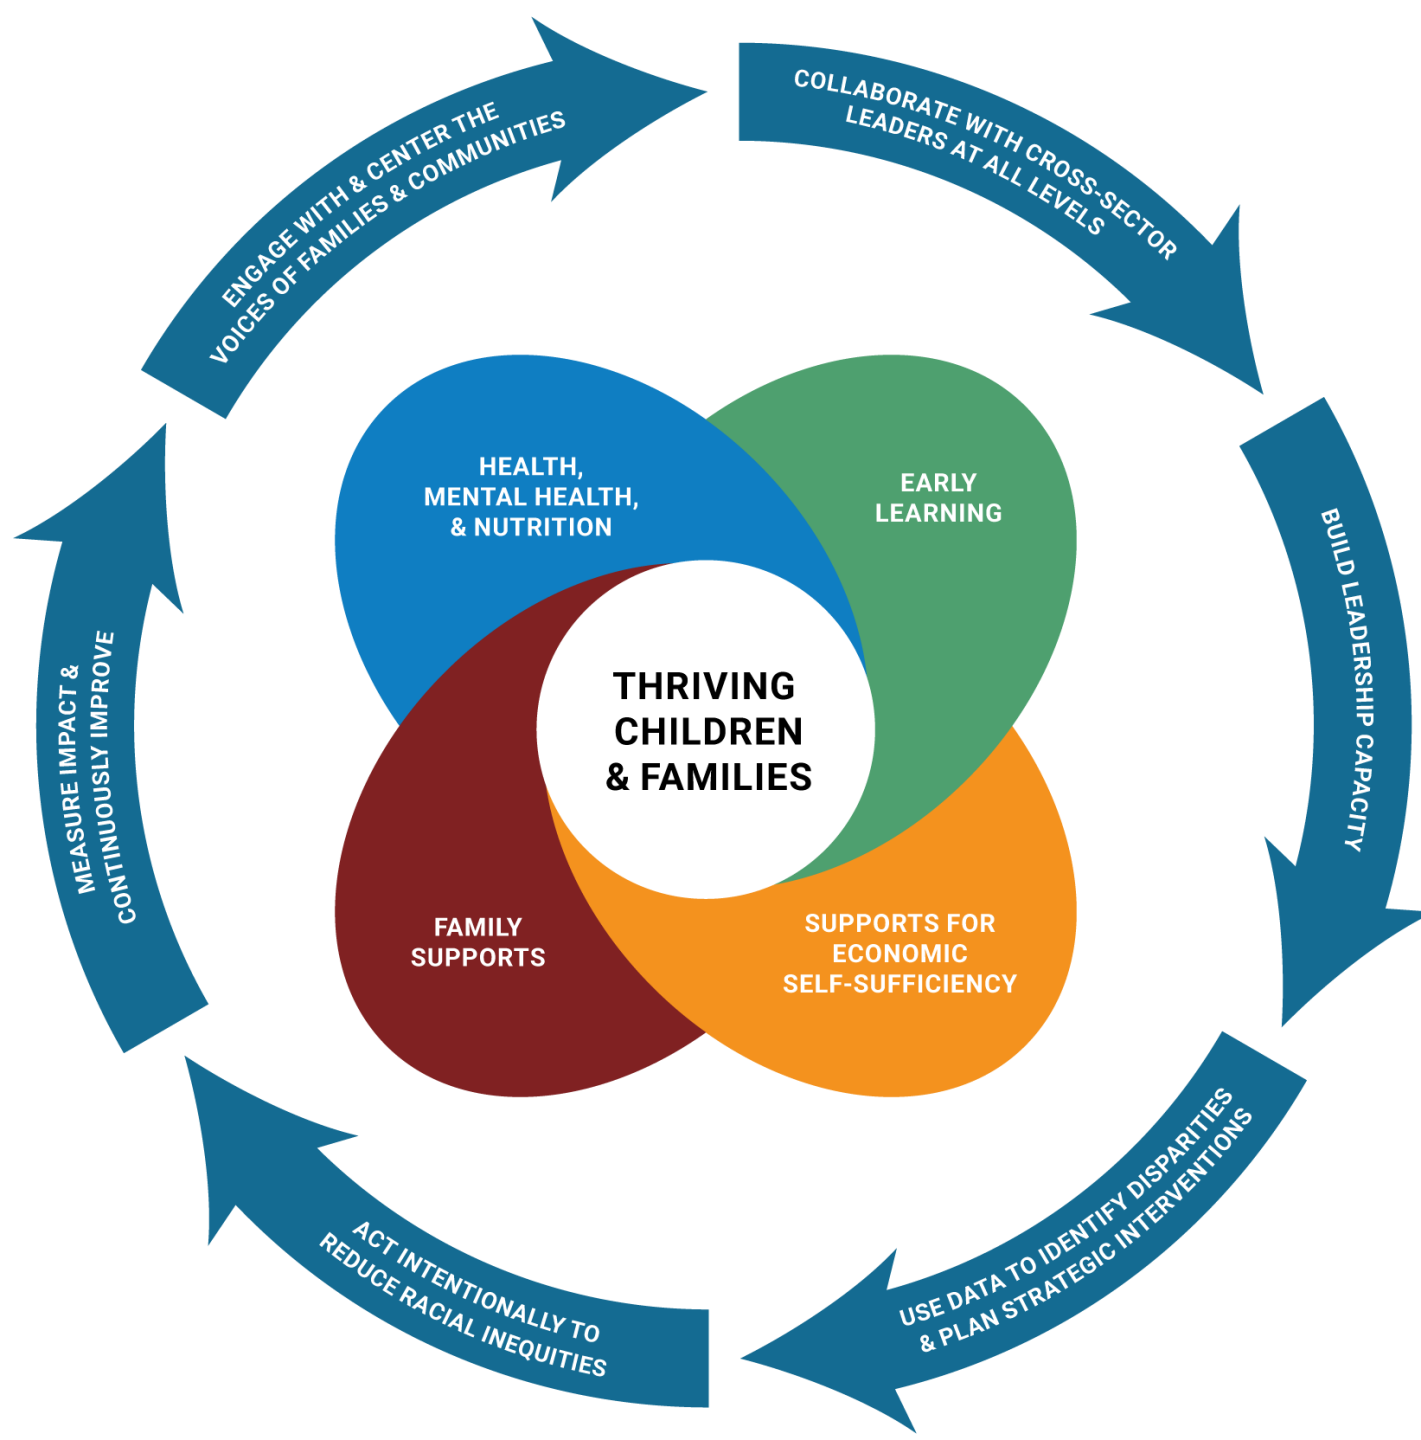 ENGAGE WITH & CENTER THE
VOICES OF FAMILIES & COMMUNITIES
COLLABORATE WITH CROSS-SECTOR
LEADERS AT ALL LEVELS
BUILD LEADERSHIP CAPACITY
USE DATA TO IDENTIFY DISPARITIES
& PLAN STRATEGIC INTERVENTIONS
ACT INTENTIONALLY TO
REDUCE RACIAL INEQUITIES
MEASURE IMPACT &
CONTINUOUSLY IMPROVE
HEALTH,
MENTAL HEALTH,
& NUTRITION
EARLY
LEARNING
THRIVING
CHILDREN
& FAMILIES
FAMILY
SUPPORTS
SUPPORTS FOR
ECONOMIC
SELF-SUFFICIENCY